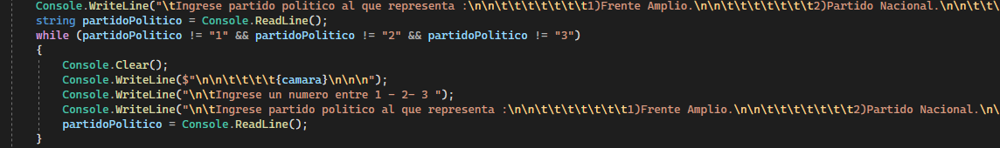 Console.WriteLine("\tIngrese partido politico al que representa :\n\n\t\t\t\t\t\t\t1)Frente Amplio.\n\n\t\t\t\t\t\t\t2)Partido Nacional.\n\n\t\t\
string partidoPolitico = Console.ReadLine();
while (partidoPolitico != "1" && partidoPolitico != "2" && partidoPolitico != "3")
{
Console.Clear();
Console.WriteLine($"\n\n\t\t\t\t{camara}\n\n\n");
Console.WriteLine("\n\tIngrese un numero entre 1 - 2- 3 ");
Console.WriteLine("\n\tIngrese partido politico al que representa :\n\n\t\t\t\t\t\t\t1)Frente Amplio.\n\n\t\t\t\t\t\t\t2)Partido Nacional.\n\
partidoPolitico = Console.ReadLine();
}